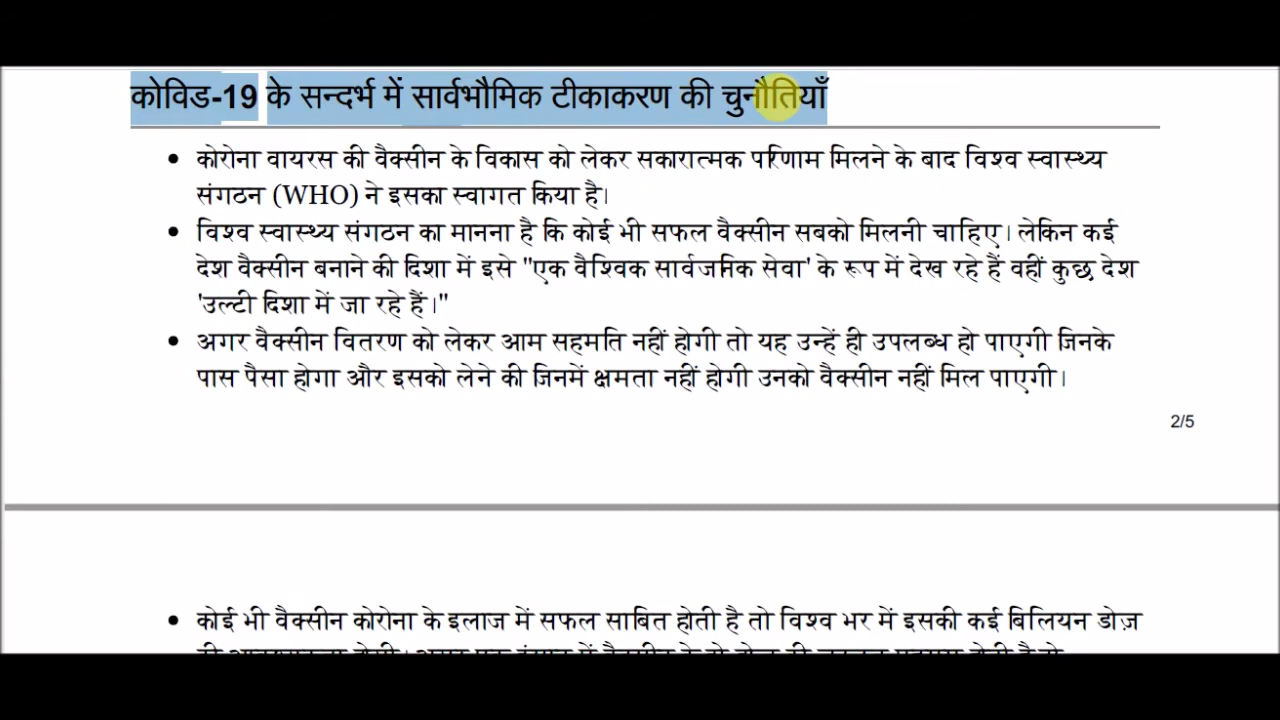 कोविड-19 के सन्दर्भ में सार्वभौमिक टीकाकरण की चुनौतियाँ
• कोरोना वायरस की वैक्सीन के विकास को लेकर सकारात्मक परिणाम मिलने के बाद विश्व स्वास्थ्य
संगठन (WHO) ने इसका स्वागत किया है।
• विश्व स्वास्थ्य संगठन का मानना है कि कोई भी सफल वैक्सीन सबको मिलनी चाहिए। लेकिन कई
देश वैक्सीन बनाने की दिशा में इसे "एक वैश्विक सार्वजनिक सेवा' के रूप में देख रहे हैं वहीं कुछ देश
'उल्टी दिशा में जा रहे हैं।"
• अगर वैक्सीन वितरण को लेकर आम सहमति नहीं होगी तो यह उन्हें ही उपलब्ध हो पाएगी जिनके
पास पैसा होगा और इसको लेने की जिनमें क्षमता नहीं होगी उनको वैक्सीन नहीं मिल पाएगी।
2/5
• कोई भी वैक्सीन कोरोना के इलाज में सफल साबित होती है तो विश्व भर में इसकी कई बिलियन डोज़